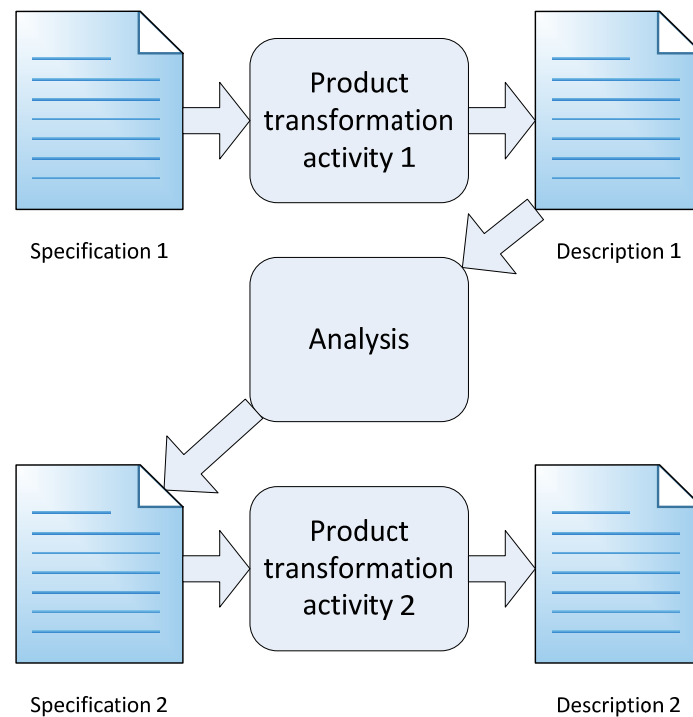 Product
transformation
activity 1
Specification 1
Description 1
Analysis
Product
transformation
activity 2
Specification 2
Description 2